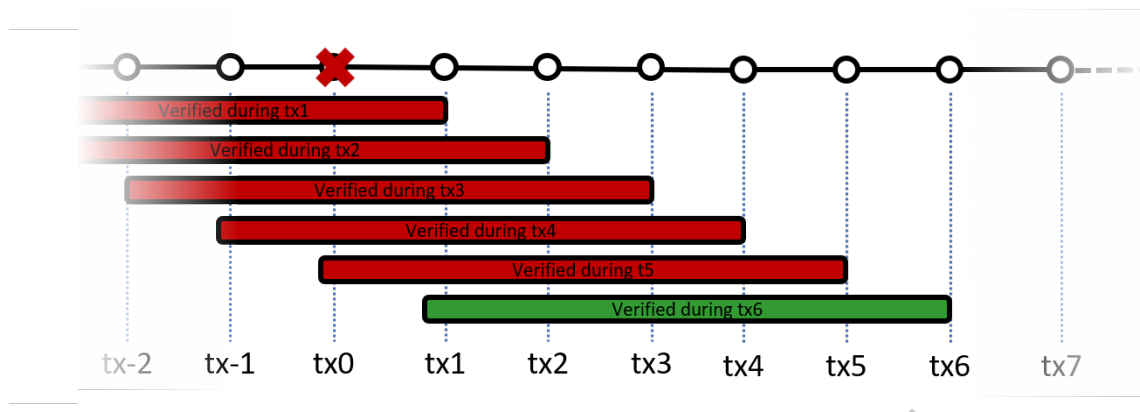 Verified during tx1
Verified during tx2
Verified during tx3
Verified during tx4
Verified during t5
Verified during tx6
tx-2 tx-1 tx0 tx1 tx2 tx3 tx4 tx5 tx6 tx7